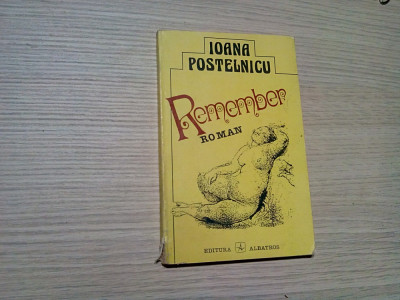 IOANA
POSTELNICU
Remember
ROMAN
EDITURA ALBATROS